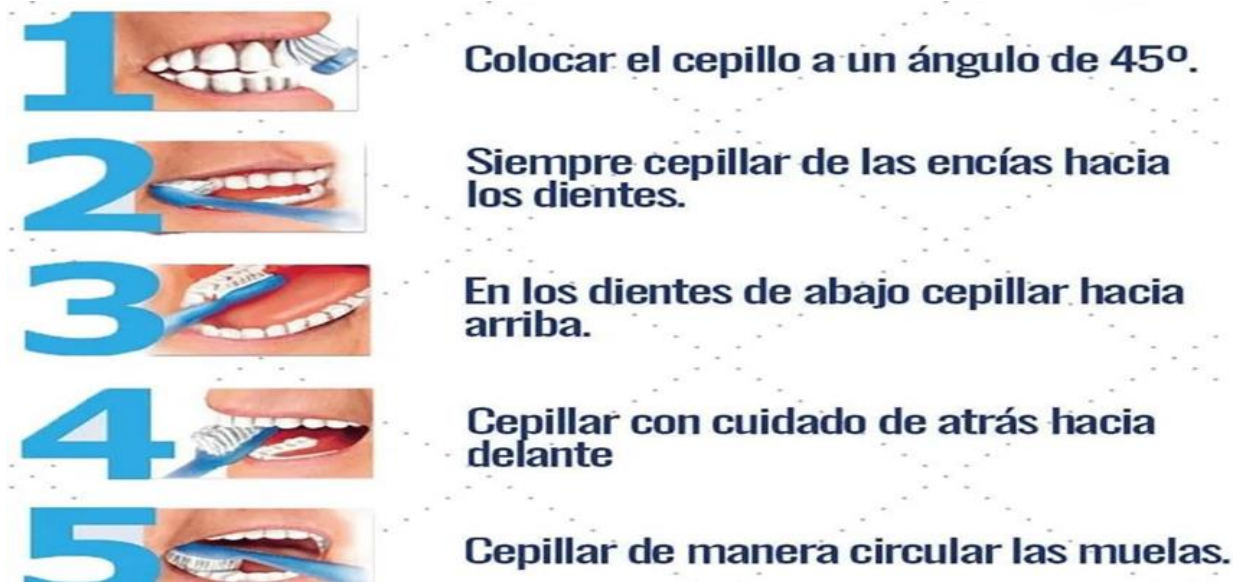 1
Colocar el cepillo a un ángulo de 45º.
2
Siempre cepillar de las encías hacia
los dientes.
3
En los dientes de abajo cepillar hacia
arriba.
4
Cepillar con cuidado de atrás hacia
delante
5
Cepillar de manera circular las muelas.